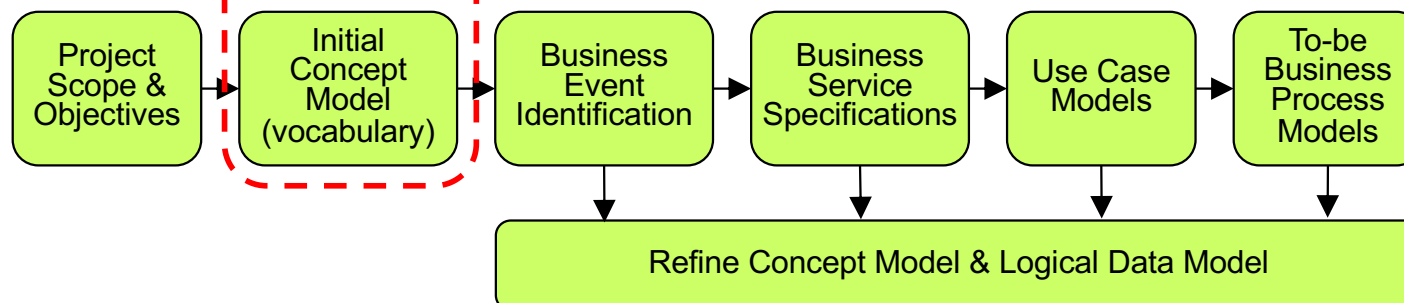 Project
Scope &
Objectives
Initial
Concept
Model
(vocabulary)
Business
Event
Identification
Business
Service
Specifications
Use Case
Models
To-be
Business
Process
Models
Refine Concept Model & Logical Data Model